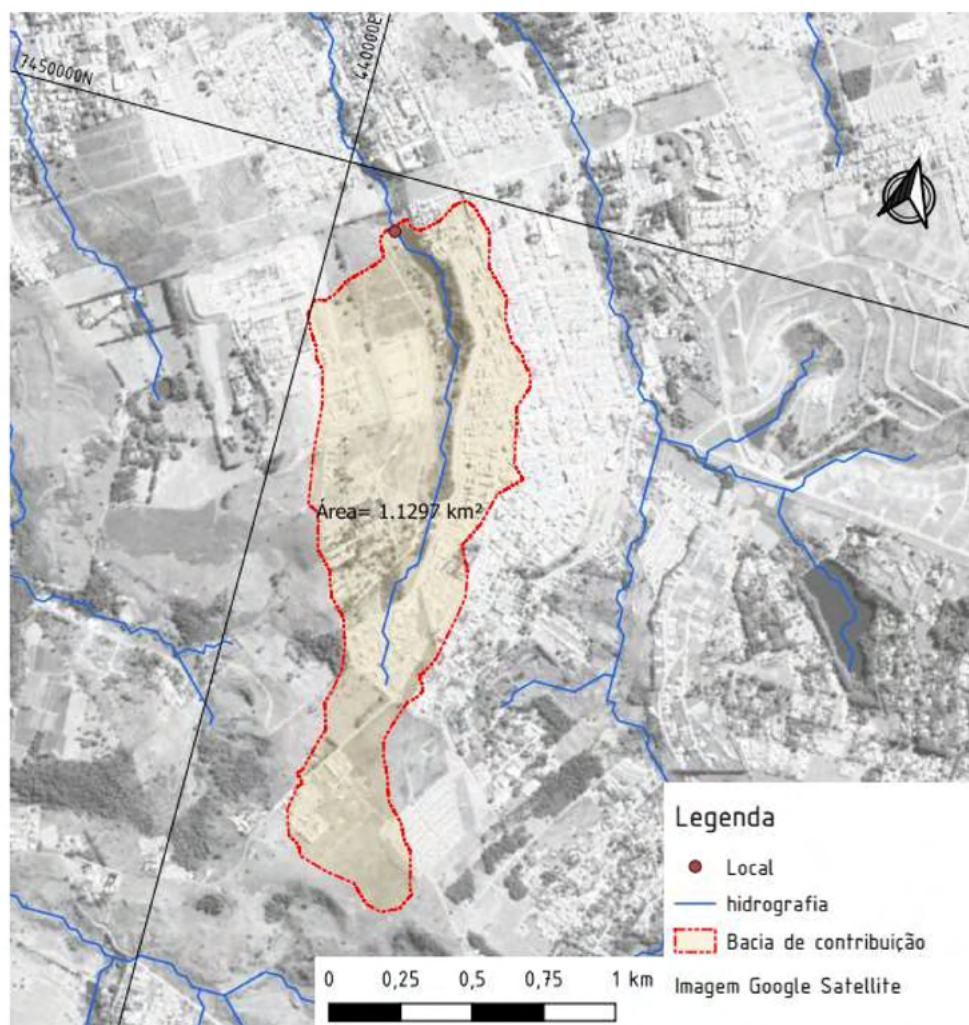 7450000N
440000E
Área= 1.1297 km²
Legenda
Local
hidrografia
Bacia de contribuição
Imagem Google Satellite
0 0,25 0,5 0,75 1 km